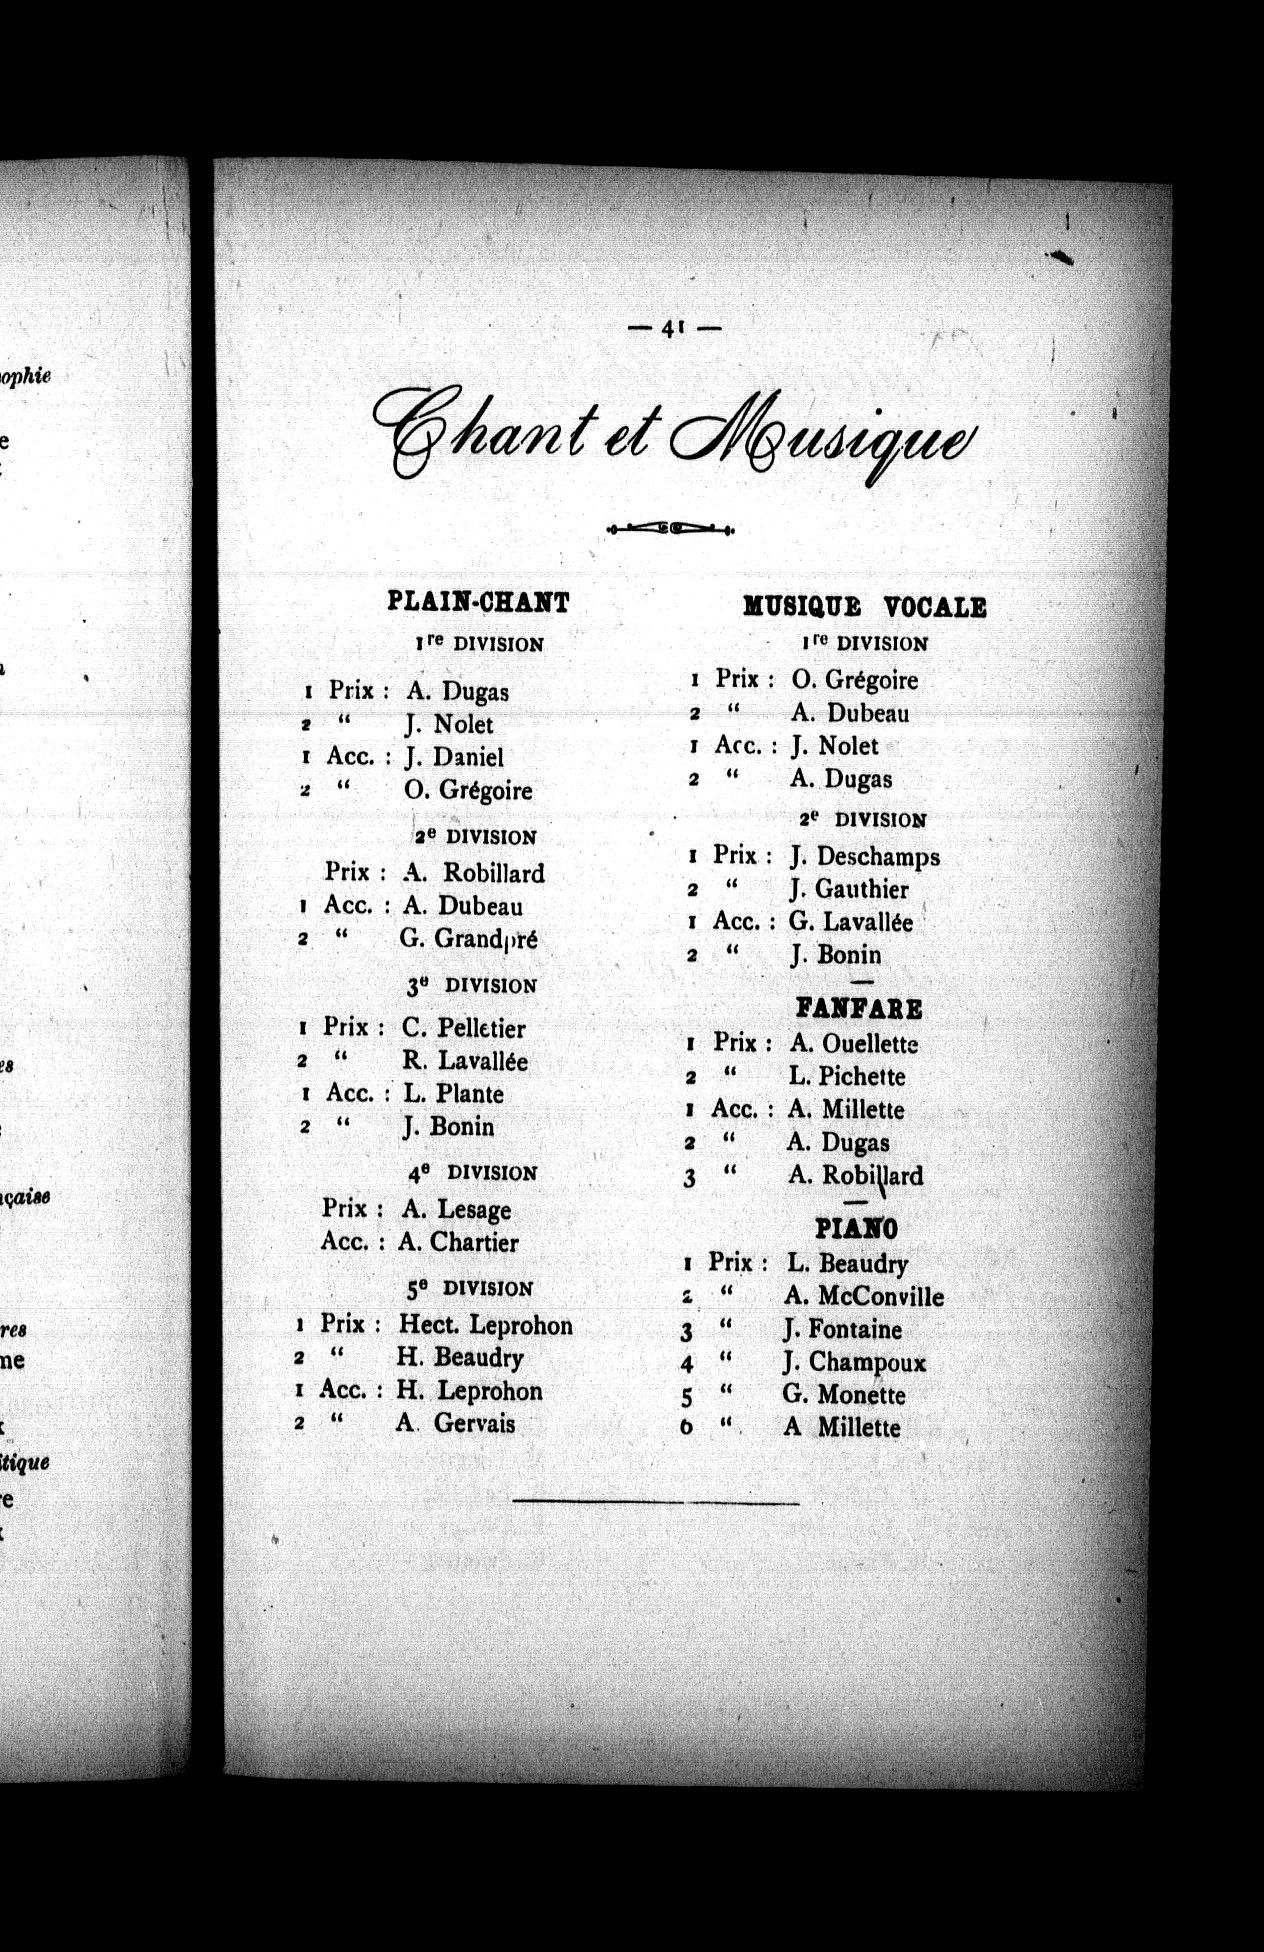 — 41 —
Chant et Musique
PLAIN-CHANT
1re DIVISION
1 Prix : A. Dugas
2 “ J. Nolet
1 Acc. : J. Daniel
2 “ O. Grégoire
2e DIVISION
Prix : A. Robillard
1 Acc. : A. Dubeau
2 “ G. Grandpré
3e DIVISION
1 Prix : C. Pelletier
2 “ R. Lavallée
1 Acc. : L. Plante
2 “ J. Bonin
4e DIVISION
Prix : A. Lesage
Acc. : A. Chartier
5e DIVISION
1 Prix : Hect. Leprohon
2 “ H. Beaudry
1 Acc. : H. Leprohon
2 “ A. Gervais
MUSIQUE VOCALE
1re DIVISION
1 Prix : O. Grégoire
2 “ A. Dubeau
1 Acc. : J. Nolet
2 “ A. Dugas
2e DIVISION
1 Prix : J. Deschamps
2 “ J. Gauthier
1 Acc. : G. Lavallée
2 “ J. Bonin
FANFARE
1 Prix : A. Ouellette
2 “ L. Pichette
1 Acc. : A. Millette
2 “ A. Dugas
3 “ A. Robillard
PIANO
1 Prix : L. Beaudry
2 “ A. McConville
3 “ J. Fontaine
4 “ J. Champoux
5 “ G. Monette
6 “ A Millette